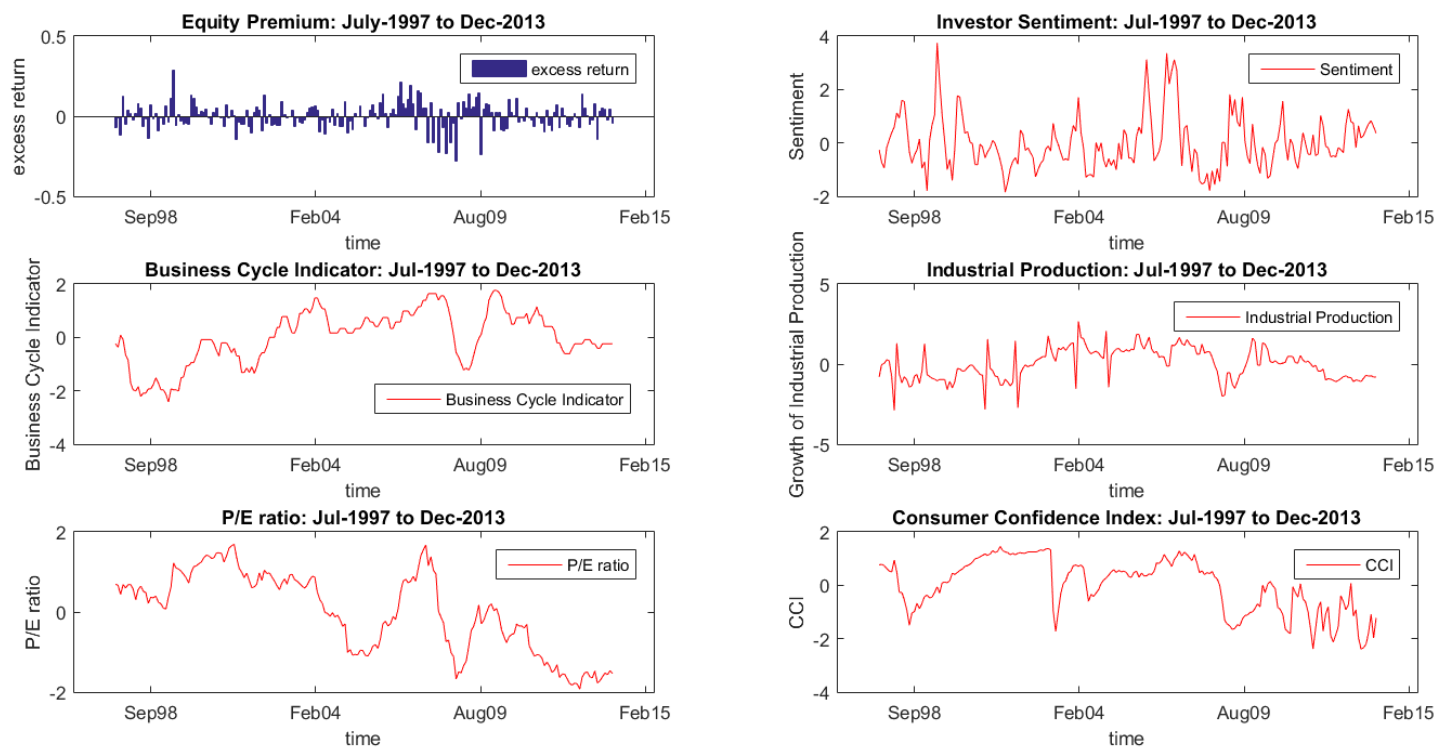 Equity Premium: July-1997 to Dec-2013
0.5
0
-0.5
excess return
excess return
Sep98
Feb04
Aug09
Feb15
time
Investor Sentiment: Jul-1997 to Dec-2013
4
2
0
-2
Sentiment
Sentiment
Sep98
Feb04
Aug09
Feb15
time
Business Cycle Indicator: Jul-1997 to Dec-2013
2
0
-2
-4
Business Cycle Indicator
Business Cycle Indicator
Sep98
Feb04
Aug09
Feb15
time
Industrial Production: Jul-1997 to Dec-2013
5
0
-5
Growth of Industrial Production
Industrial Production
Sep98
Feb04
Aug09
Feb15
time
P/E ratio: Jul-1997 to Dec-2013
2
0
-2
P/E ratio
P/E ratio
Sep98
Feb04
Aug09
Feb15
time
Consumer Confidence Index: Jul-1997 to Dec-2013
2
0
-2
-4
CCI
CCI
Sep98
Feb04
Aug09
Feb15
time